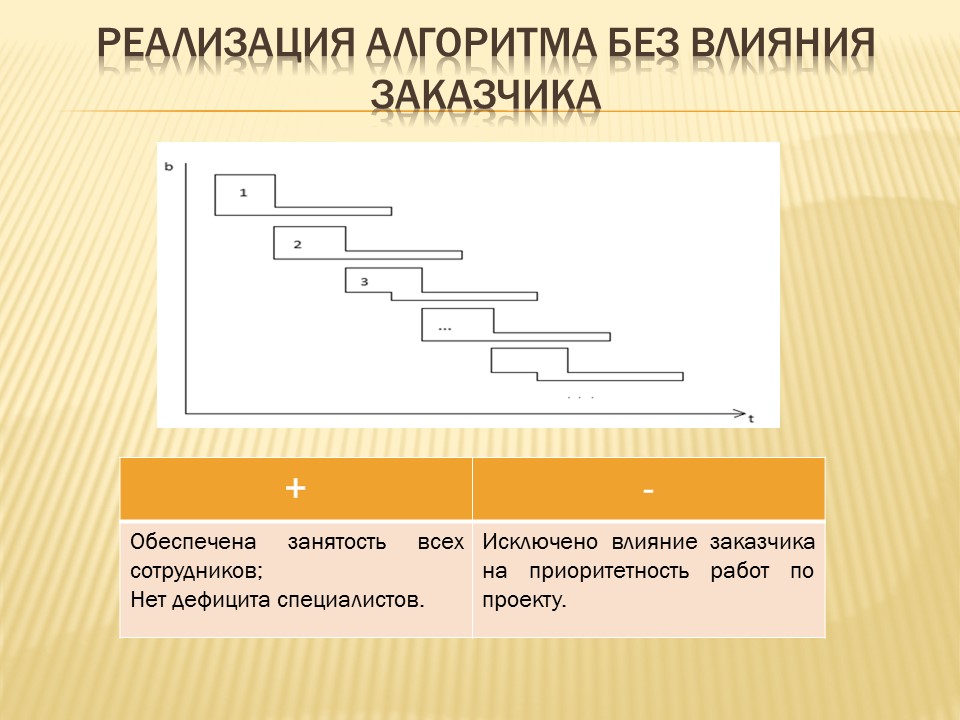 РЕАЛИЗАЦИЯ АЛГОРИТМА БЕЗ ВЛИЯНИЯ
ЗАКАЗЧИКА
b
1
2
3
...
. . .
t
+
-
Обеспечена занятость всех
сотрудников;
Нет дефицита специалистов.
Исключено влияние заказчика
на приоритетность работ по
проекту.